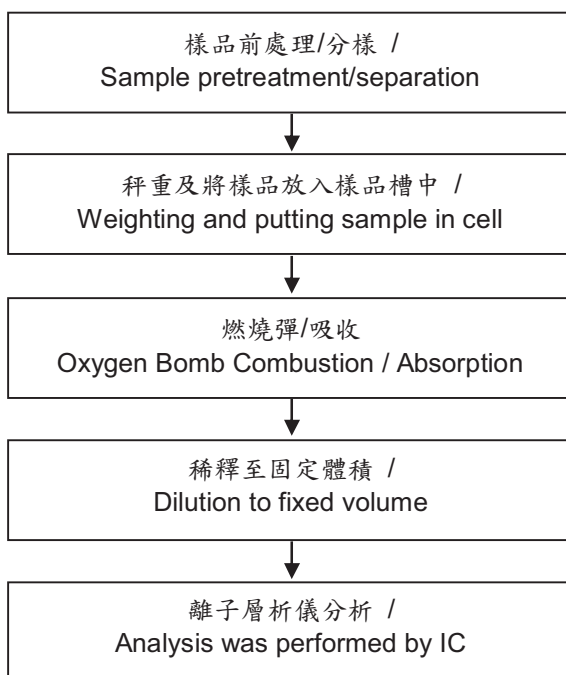 樣品前處理/分樣 /
Sample pretreatment/separation
秤重及將樣品放入樣品槽中 /
Weighting and putting sample in cell
燃燒彈/吸收
Oxygen Bomb Combustion / Absorption
稀釋至固定體積 /
Dilution to fixed volume
離子層析儀分析 /
Analysis was performed by IC